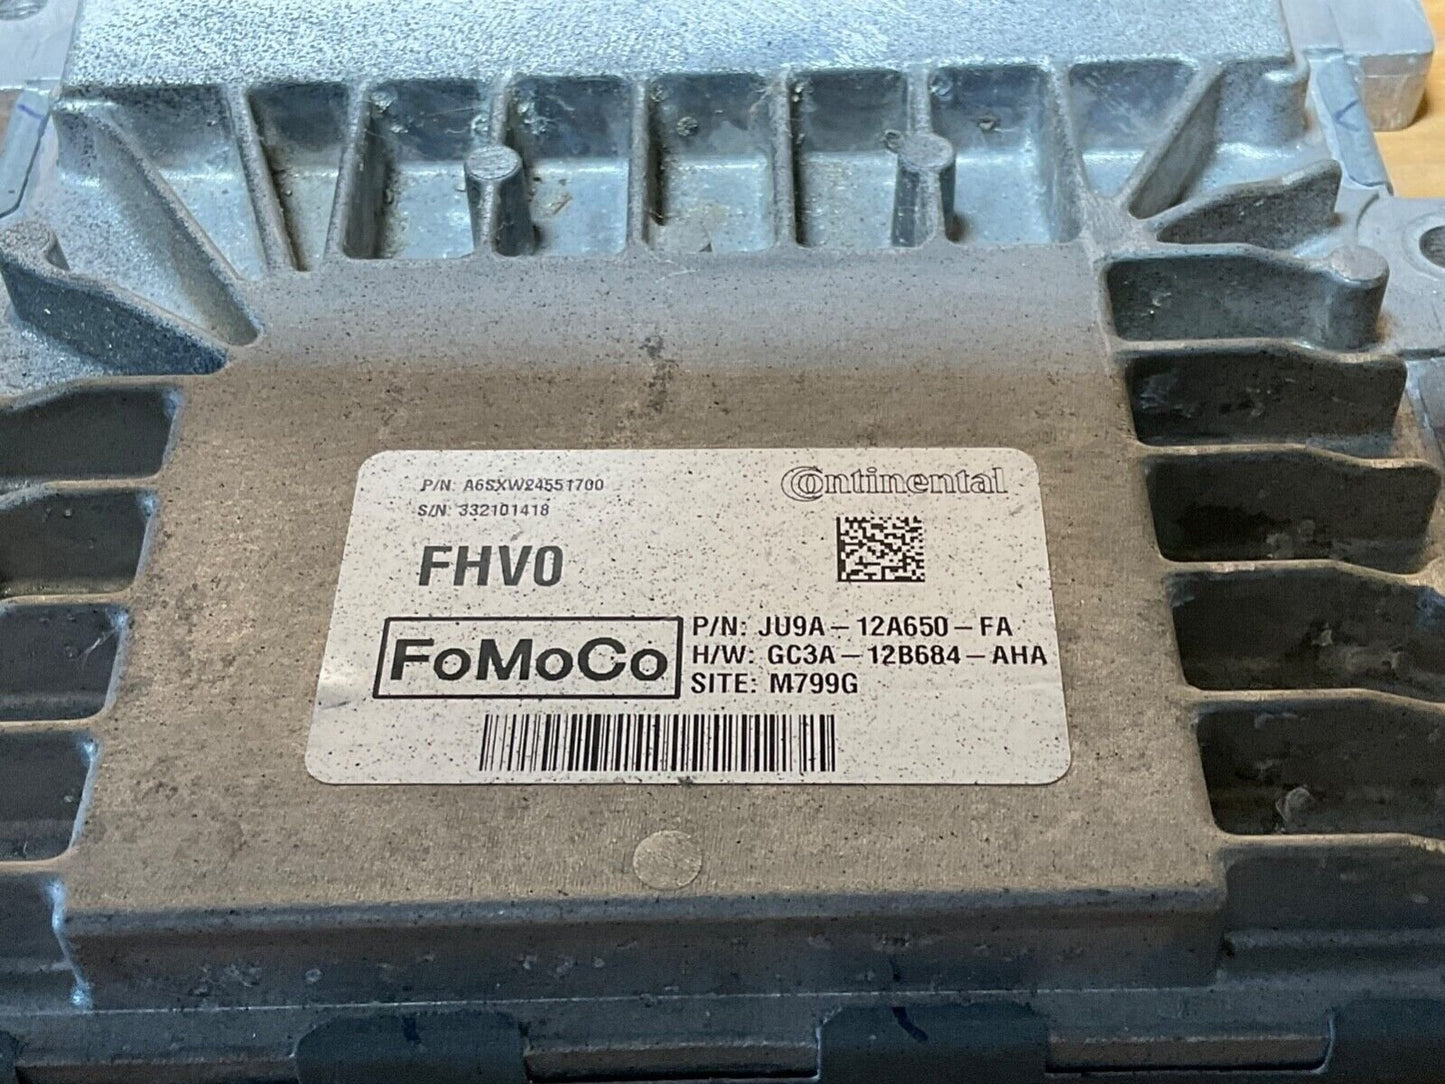 P/N: A6SXW24551700
S/N: 332101418
Continental
FHV0
FoMoCo
P/N: JU9A-12A650-FA
H/W: GC3A-12B684-AHA
SITE: M799G